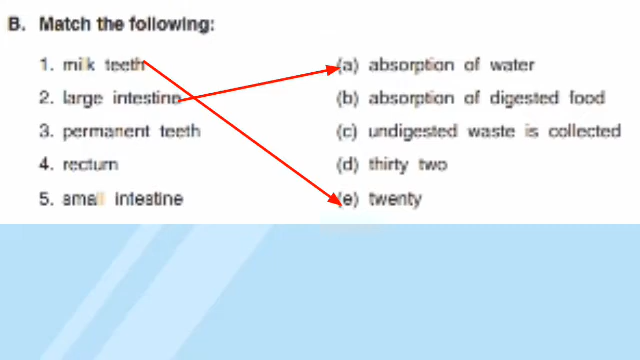 B. Match the following:
1. milk teeth (a) absorption of water
2. large intestine (b) absorption of digested food
3. permanent teeth (c) undigested waste is collected
4. rectum (d) thirty two
5. small intestine (e) twenty